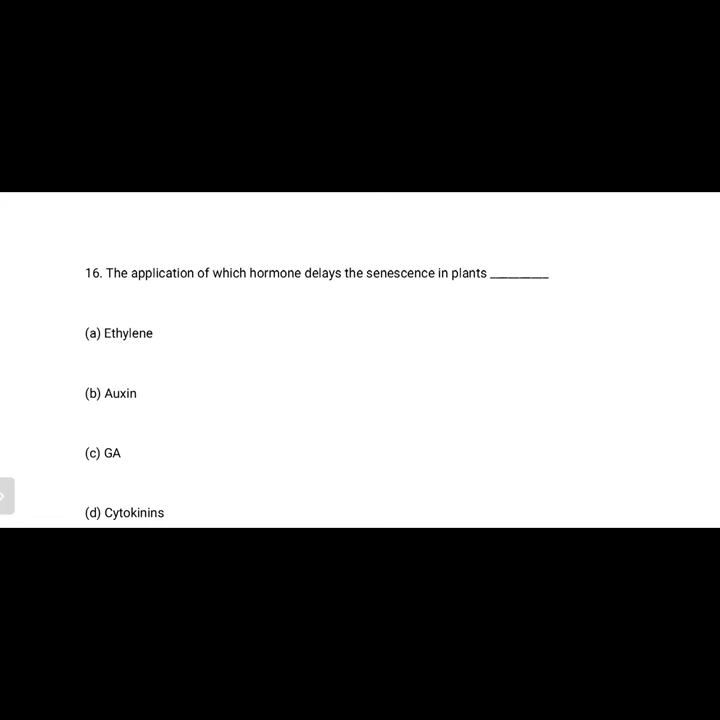 16. The application of which hormone delays the senescence in plants ________
(a) Ethylene
(b) Auxin
(c) GA
(d) Cytokinins